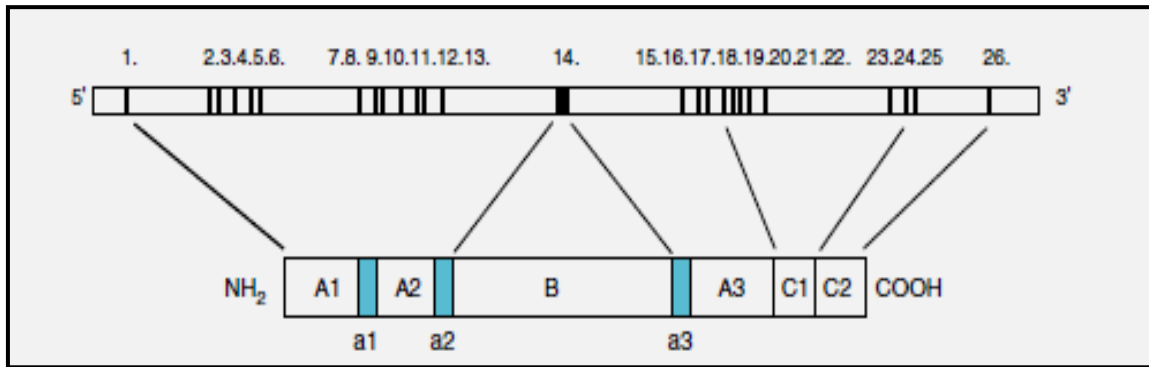 1. 2.3.4.5.6. 7.8. 9.10.11.12.13. 14. 15.16.17.18.19.20.21.22. 23.24.25 26.
5' 3'
NH2 A1 A2 B A3 C1 C2 COOH
a1 a2 a3